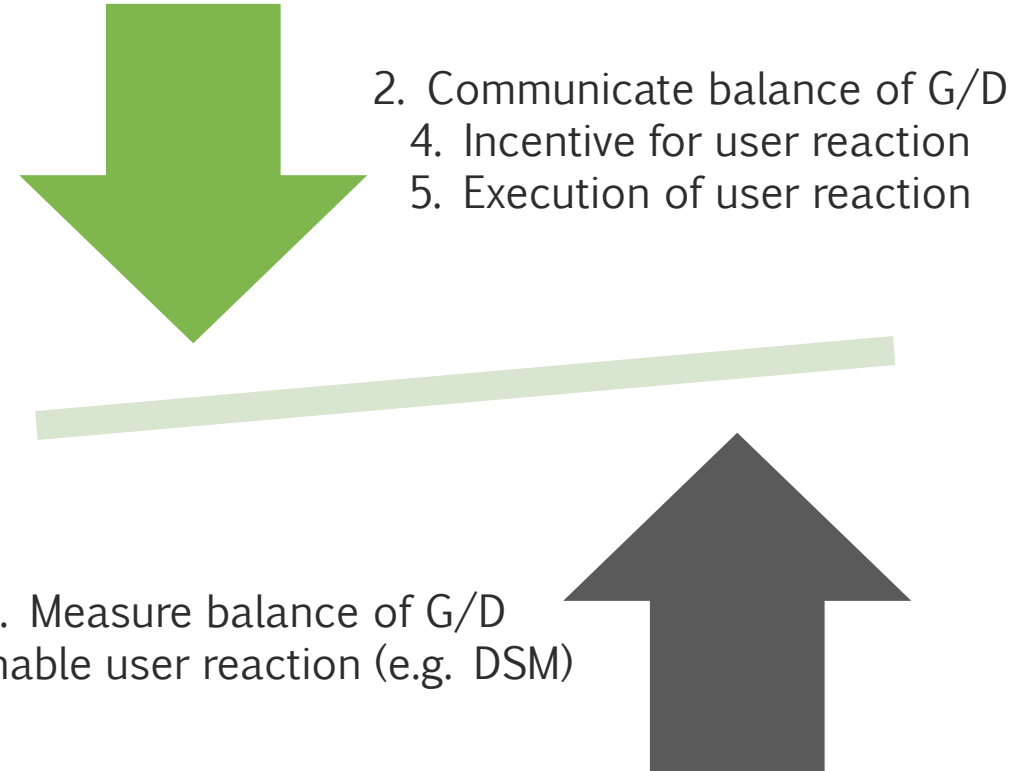 2. Communicate balance of G/D
4. Incentive for user reaction
5. Execution of user reaction
. Measure balance of G/D
nable user reaction (e.g. DSM)